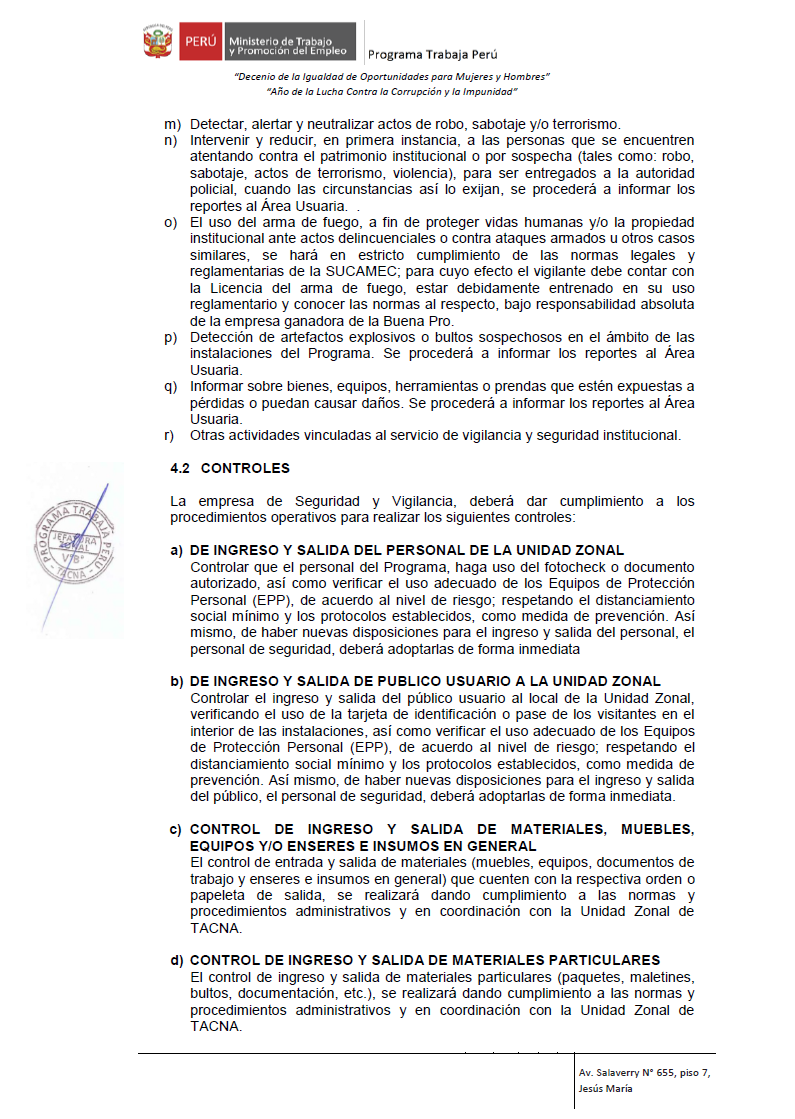 PERÚ
Ministerio de Trabajo
y Promoción del Empleo
Programa Trabaja Perú
“Decenio de la Igualdad de Oportunidades para Mujeres y Hombres”
“Año de la Lucha Contra la Corrupción y la Impunidad”
m) Detectar, alertar y neutralizar actos de robo, sabotaje y/o terrorismo.
n) Intervenir y reducir, en primera instancia, a las personas que se encuentren
atentando contra el patrimonio institucional o por sospecha (tales como: robo,
sabotaje, actos de terrorismo, violencia), para ser entregados a la autoridad
policial, cuando las circunstancias así lo exijan, se procederá a informar los
reportes al Área Usuaria. .
o) El uso del arma de fuego, a fin de proteger vidas humanas y/o la propiedad
institucional ante actos delincuenciales o contra ataques armados u otros casos
similares, se hará en estricto cumplimiento de las normas legales y
reglamentarias de la SUCAMEC; para cuyo efecto el vigilante debe contar con
la Licencia del arma de fuego, estar debidamente entrenado en su uso
reglamentario y conocer las normas al respecto, bajo responsabilidad absoluta
de la empresa ganadora de la Buena Pro.
p) Detección de artefactos explosivos o bultos sospechosos en el ámbito de las
instalaciones del Programa. Se procederá a informar los reportes al Área
Usuaria.
q) Informar sobre bienes, equipos, herramientas o prendas que estén expuestas a
pérdidas o puedan causar daños. Se procederá a informar los reportes al Área
Usuaria.
r) Otras actividades vinculadas al servicio de vigilancia y seguridad institucional.
4.2 CONTROLES
La empresa de Seguridad y Vigilancia, deberá dar cumplimiento a los
procedimientos operativos para realizar los siguientes controles:
PROGRAMA TRABAJA PERU
JEFATURA
ZONAL
V°B°
- TACNA -
a) DE INGRESO Y SALIDA DEL PERSONAL DE LA UNIDAD ZONAL
Controlar que el personal del Programa, haga uso del fotocheck o documento
autorizado, así como verificar el uso adecuado de los Equipos de Protección
Personal (EPP), de acuerdo al nivel de riesgo; respetando el distanciamiento
social mínimo y los protocolos establecidos, como medida de prevención. Así
mismo, de haber nuevas disposiciones para el ingreso y salida del personal, el
personal de seguridad, deberá adoptarlas de forma inmediata
b) DE INGRESO Y SALIDA DE PUBLICO USUARIO A LA UNIDAD ZONAL
Controlar el ingreso y salida del público usuario al local de la Unidad Zonal,
verificando el uso de la tarjeta de identificación o pase de los visitantes en el
interior de las instalaciones, así como verificar el uso adecuado de los Equipos
de Protección Personal (EPP), de acuerdo al nivel de riesgo; respetando el
distanciamiento social mínimo y los protocolos establecidos, como medida de
prevención. Así mismo, de haber nuevas disposiciones para el ingreso y salida
del público, el personal de seguridad, deberá adoptarlas de forma inmediata.
c) CONTROL DE INGRESO Y SALIDA DE MATERIALES, MUEBLES,
EQUIPOS Y/O ENSERES E INSUMOS EN GENERAL
El control de entrada y salida de materiales (muebles, equipos, documentos de
trabajo y enseres e insumos en general) que cuenten con la respectiva orden o
papeleta de salida, se realizará dando cumplimiento a las normas y
procedimientos administrativos y en coordinación con la Unidad Zonal de
TACNA.
d) CONTROL DE INGRESO Y SALIDA DE MATERIALES PARTICULARES
El control de ingreso y salida de materiales particulares (paquetes, maletines,
bultos, documentación, etc.), se realizará dando cumplimiento a las normas y
procedimientos administrativos y en coordinación con la Unidad Zonal de
TACNA.
Av. Salaverry N° 655, piso 7,
Jesús María